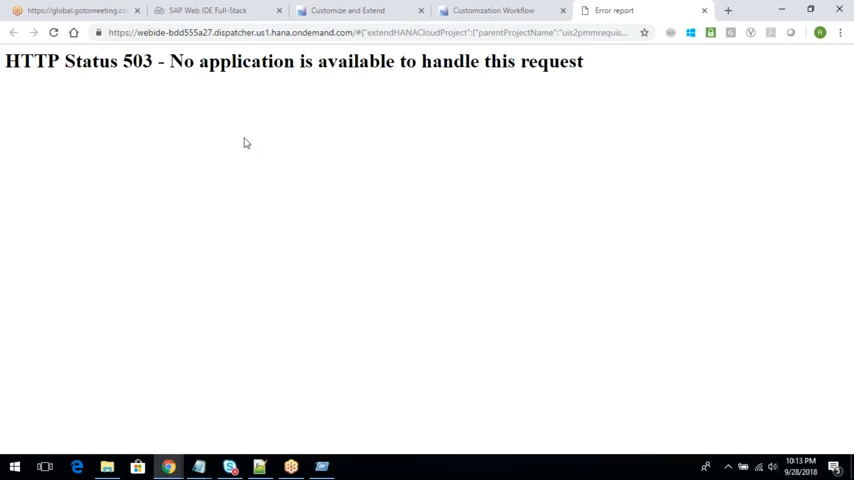 https://global.gotomeeting.co
SAP Web IDE Full-Stack
Customize and Extend
Customization Workflow
Error report
https://webide-bdd555a27.dispatcher.us1.hana.ondemand.com/#{"extendHANACloudProject":{"parentProjectName":"uis2pmmrequis...
R
HTTP Status 503 - No application is available to handle this request
10:13 PM
9/28/2018